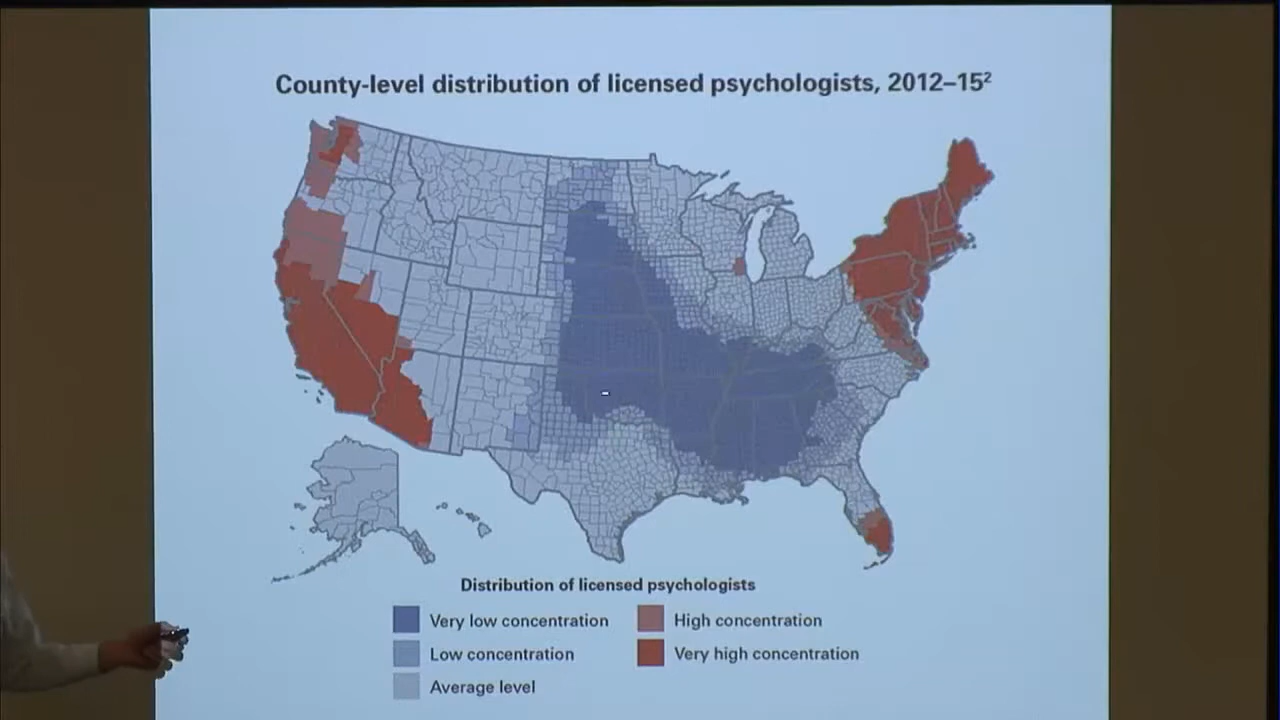 County-level distribution of licensed psychologists, 2012–15²
Distribution of licensed psychologists
Very low concentration
High concentration
Low concentration
Very high concentration
Average level